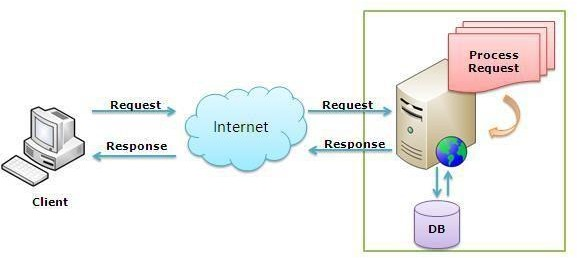 Process
Request
Request
Request
Internet
Response
Response
Client
DB